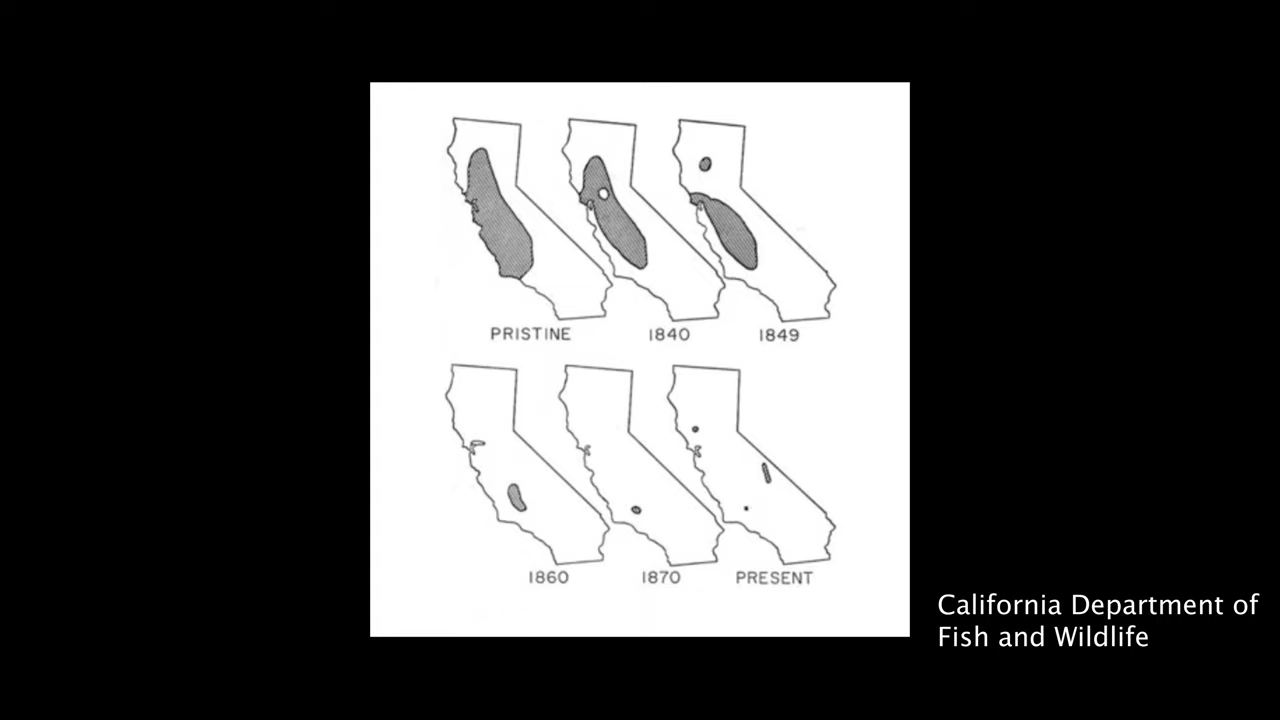 PRISTINE
1840
1849
1860
1870
PRESENT
California Department of
Fish and Wildlife